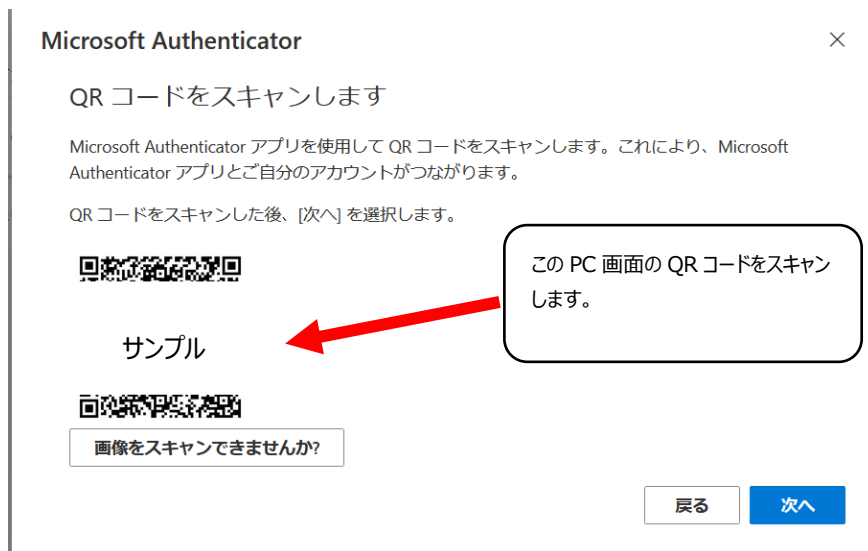 Microsoft Authenticator
QR コードをスキャンします
Microsoft Authenticator アプリを使用して QR コードをスキャンします。これにより、Microsoft
Authenticator アプリとご自分のアカウントがつながります。
QR コードをスキャンした後、[次へ] を選択します。
この PC 画面の QR コードをスキャン
します。
サンプル
画像をスキャンできませんか?
戻る
次へ